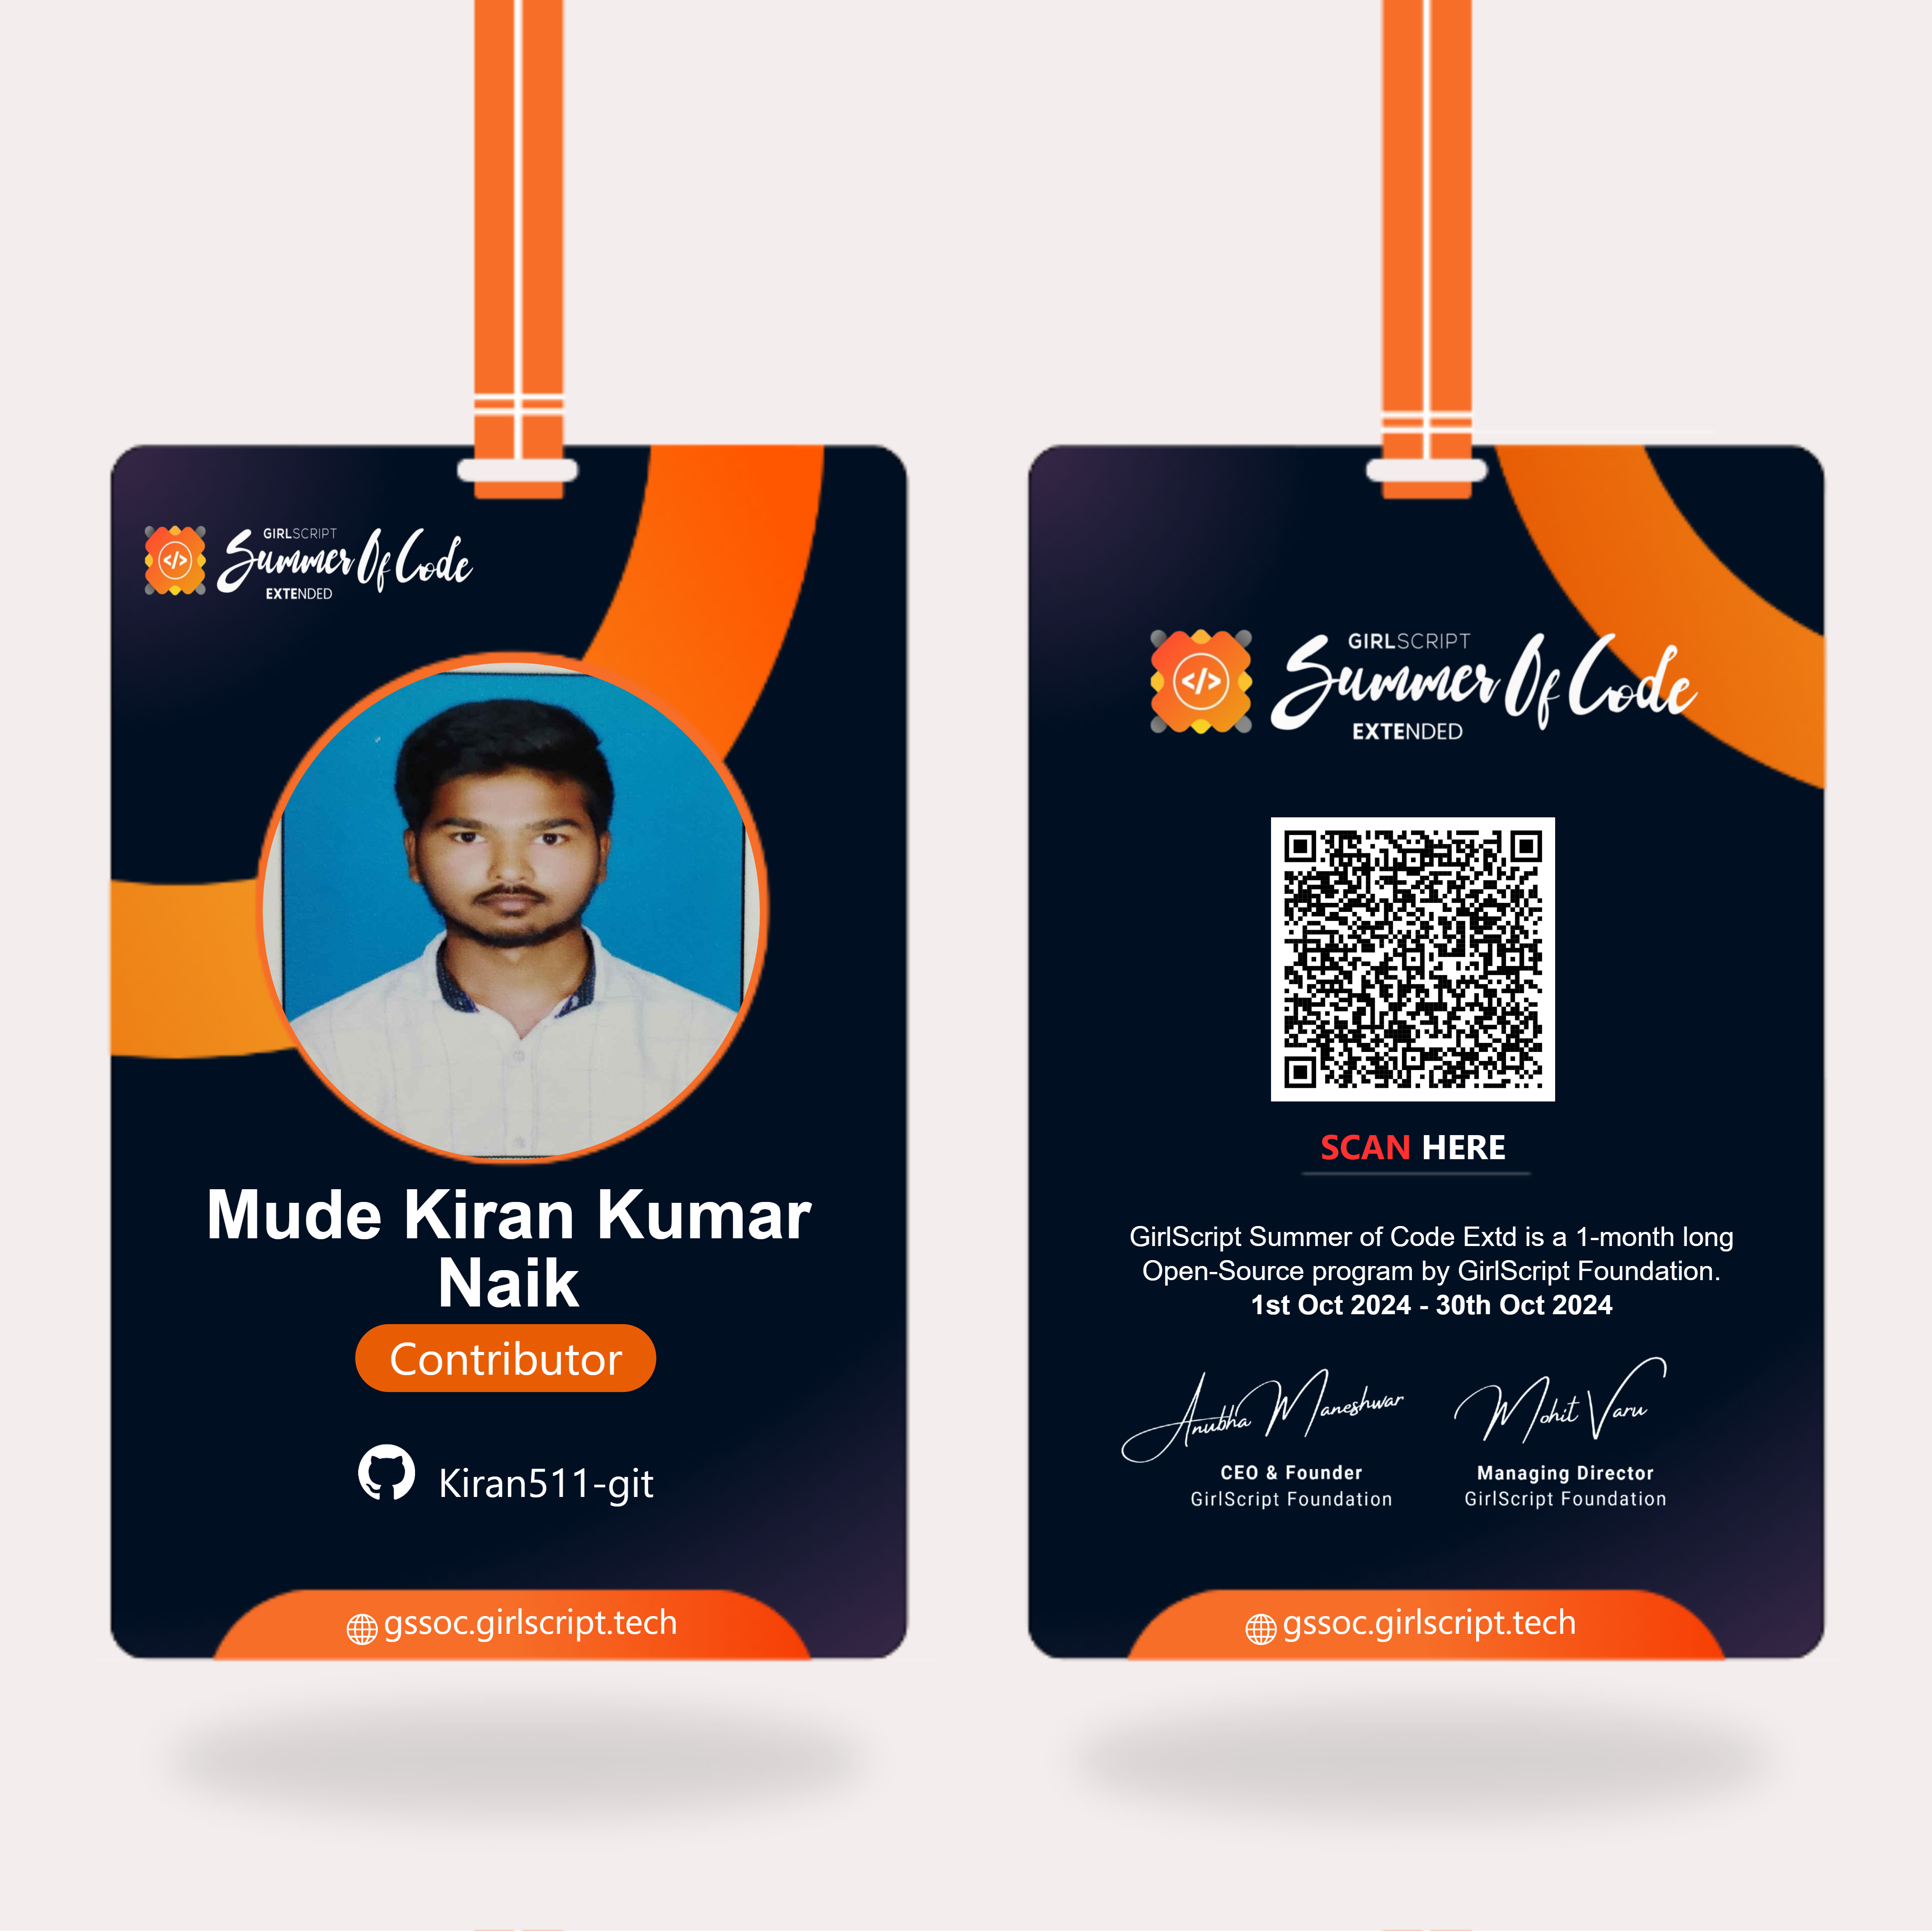 GIRLSCRIPT
Summer Of Code
EXTENDED
Mude Kiran Kumar
Naik
Contributor
Kiran511-git
gssoc.girlscript.tech
GIRLSCRIPT
Summer Of Code
EXTENDED
SCAN HERE
GirlScript Summer of Code Extd is a 1-month long
Open-Source program by GirlScript Foundation.
1st Oct 2024 - 30th Oct 2024
Anubha Maneshwar
CEO & Founder
GirlScript Foundation
Mohit Varu
Managing Director
GirlScript Foundation
gssoc.girlscript.tech